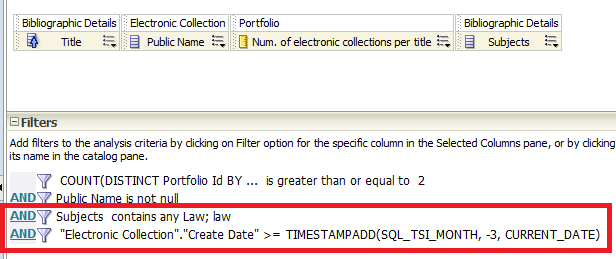 Bibliographic Details Electronic Collection Portfolio Bibliographic Details
Title Public Name Num. of electronic collections per title Subjects
Filters
Add filters to the analysis criteria by clicking on Filter option for the specific column in the Selected Columns pane, or by clicking
its name in the catalog pane.
COUNT(DISTINCT Portfolio Id BY ... is greater than or equal to 2
AND Public Name is not null
AND Subjects contains any Law; law
AND "Electronic Collection"."Create Date" >= TIMESTAMPADD(SQL_TSI_MONTH, -3, CURRENT_DATE)